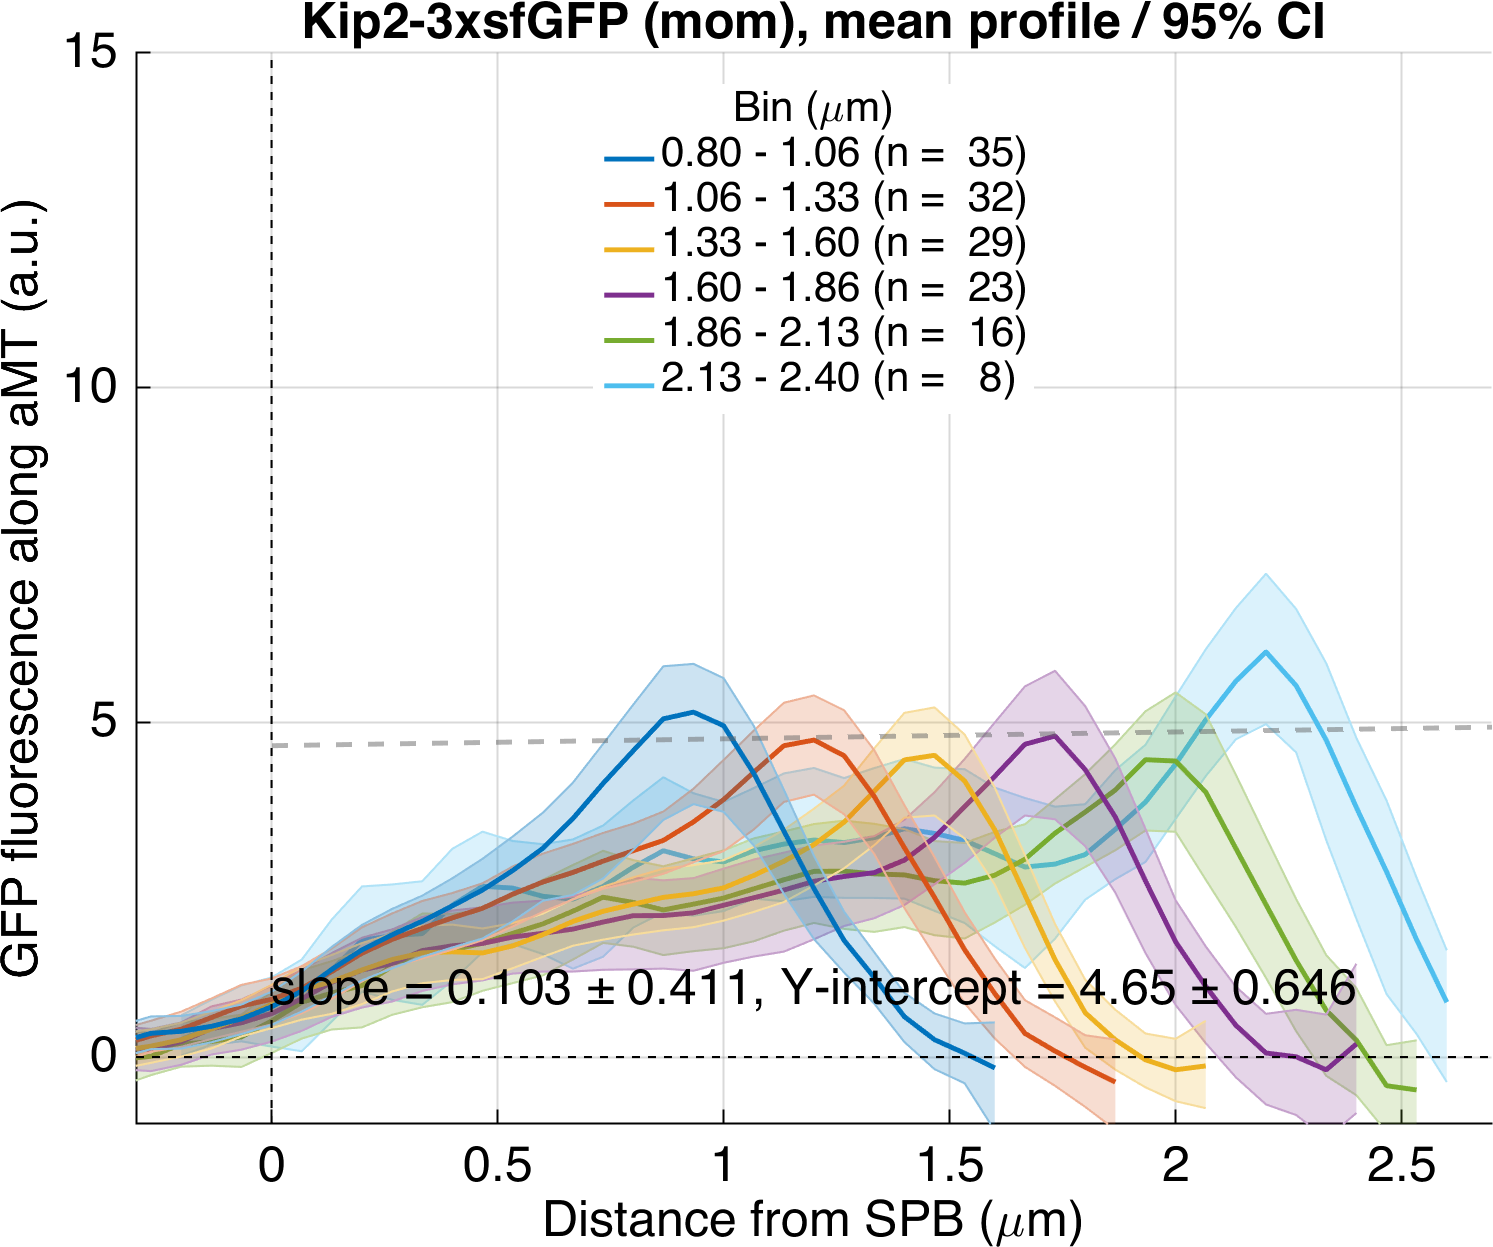 Kip2-3xsfGFP (mom), mean profile / 95% CI
15
10
5
0
GFP fluorescence along aMT (a.u.)
Bin (μm)
0.80 - 1.06 (n = 35)
1.06 - 1.33 (n = 32)
1.33 - 1.60 (n = 29)
1.60 - 1.86 (n = 23)
1.86 - 2.13 (n = 16)
2.13 - 2.40 (n = 8)
slope = 0.103 ± 0.411, Y-intercept = 4.65 ± 0.646
0 0.5 1 1.5 2 2.5
Distance from SPB (μm)